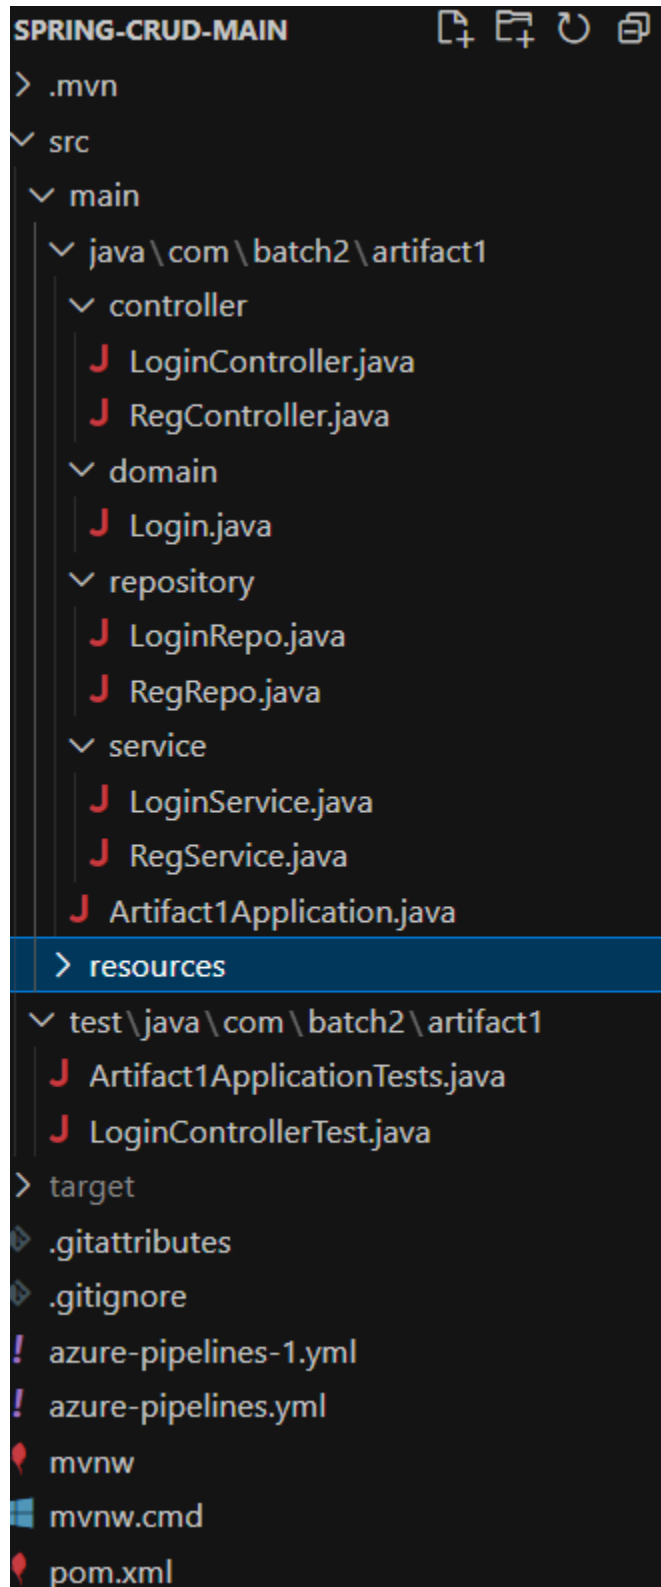 SPRING-CRUD-MAIN
.mvn
src
main
java\com\batch2\artifact1
controller
J LoginController.java
J RegController.java
domain
J Login.java
repository
J LoginRepo.java
J RegRepo.java
service
J LoginService.java
J RegService.java
J Artifact1Application.java
resources
test\java\com\batch2\artifact1
J Artifact1ApplicationTests.java
J LoginControllerTest.java
target
.gitattributes
.gitignore
! azure-pipelines-1.yml
! azure-pipelines.yml
mvnw
mvnw.cmd
pom.xml